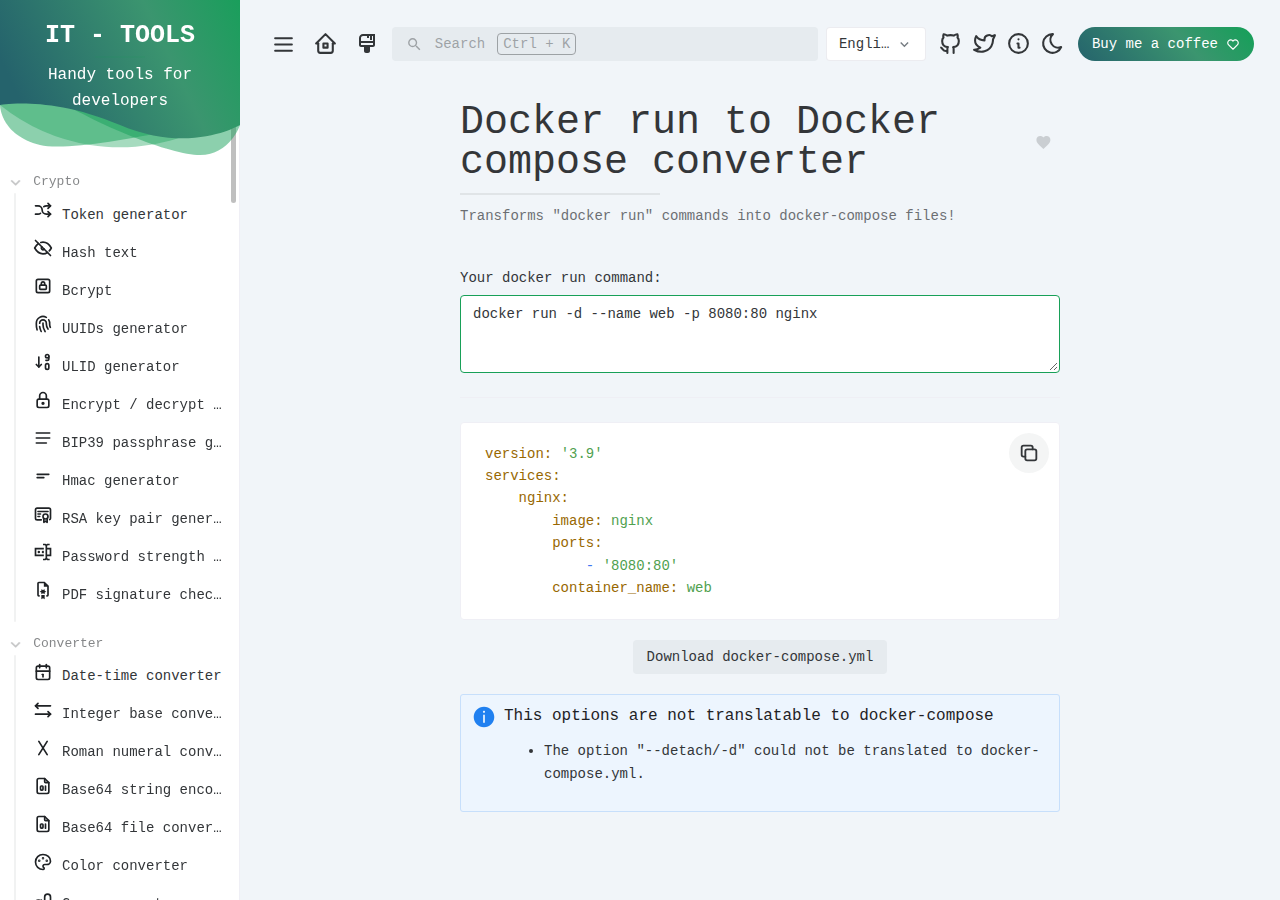 IT - TOOLS
Handy tools for
developers
Crypto
Token generator
Hash text
Bcrypt
UUIDs generator
ULID generator
Encrypt / decrypt …
BIP39 passphrase g…
Hmac generator
RSA key pair gener…
Password strength …
PDF signature chec…
Converter
Date-time converter
Integer base conve…
Roman numeral conv…
Base64 string enco…
Base64 file conver…
Color converter
Search Ctrl + K
Engli…
Buy me a coffee
Docker run to Docker
compose converter
Transforms "docker run" commands into docker-compose files!
Your docker run command:
docker run -d --name web -p 8080:80 nginx
version: '3.9'
services:
    nginx:
        image: nginx
        ports:
            - '8080:80'
        container_name: web
Download docker-compose.yml
This options are not translatable to docker-compose
• The option "--detach/-d" could not be translated to docker-
compose.yml.